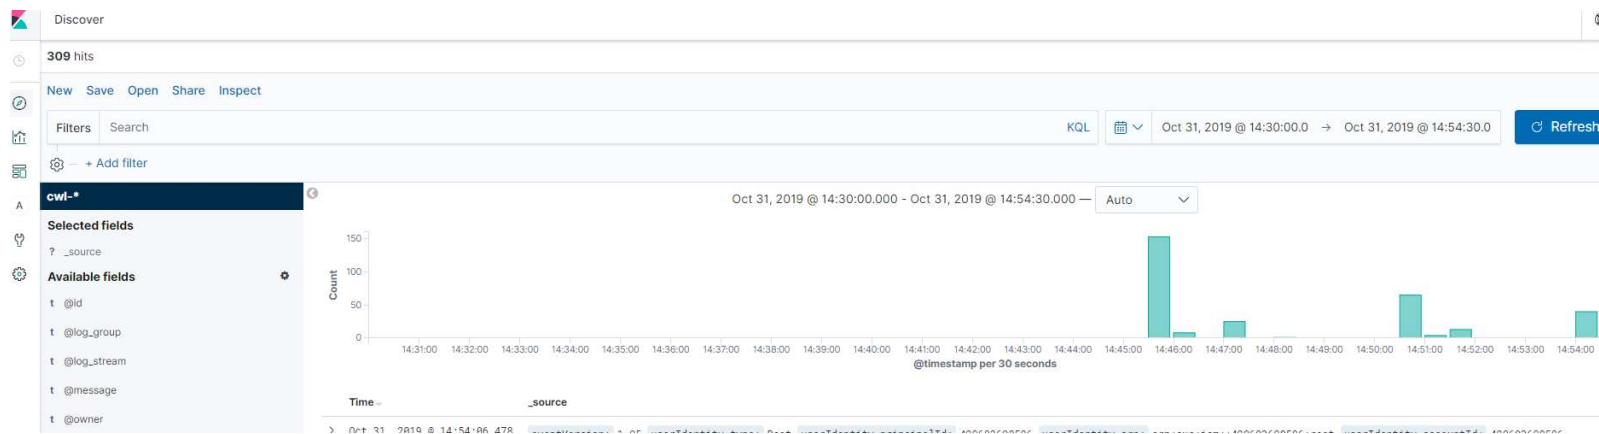 Discover
309 hits
New Save Open Share Inspect
Filters Search KQL Oct 31, 2019 @ 14:30:00.0 → Oct 31, 2019 @ 14:54:30.0 Refresh
+ Add filter
cwl-*
Oct 31, 2019 @ 14:30:00.000 - Oct 31, 2019 @ 14:54:30.000 — Auto
Selected fields
? _source
Available fields
t @id
t @log_group
t @log_stream
t @message
t @owner
A
Count
150
100
50
0
14:31:00 14:32:00 14:33:00 14:34:00 14:35:00 14:36:00 14:37:00 14:38:00 14:39:00 14:40:00 14:41:00 14:42:00 14:43:00 14:44:00 14:45:00 14:46:00 14:47:00 14:48:00 14:49:00 14:50:00 14:51:00 14:52:00 14:53:00 14:54:00
@timestamp per 30 seconds
Time _source
Oct 31, 2019 @ 14:54:06.478